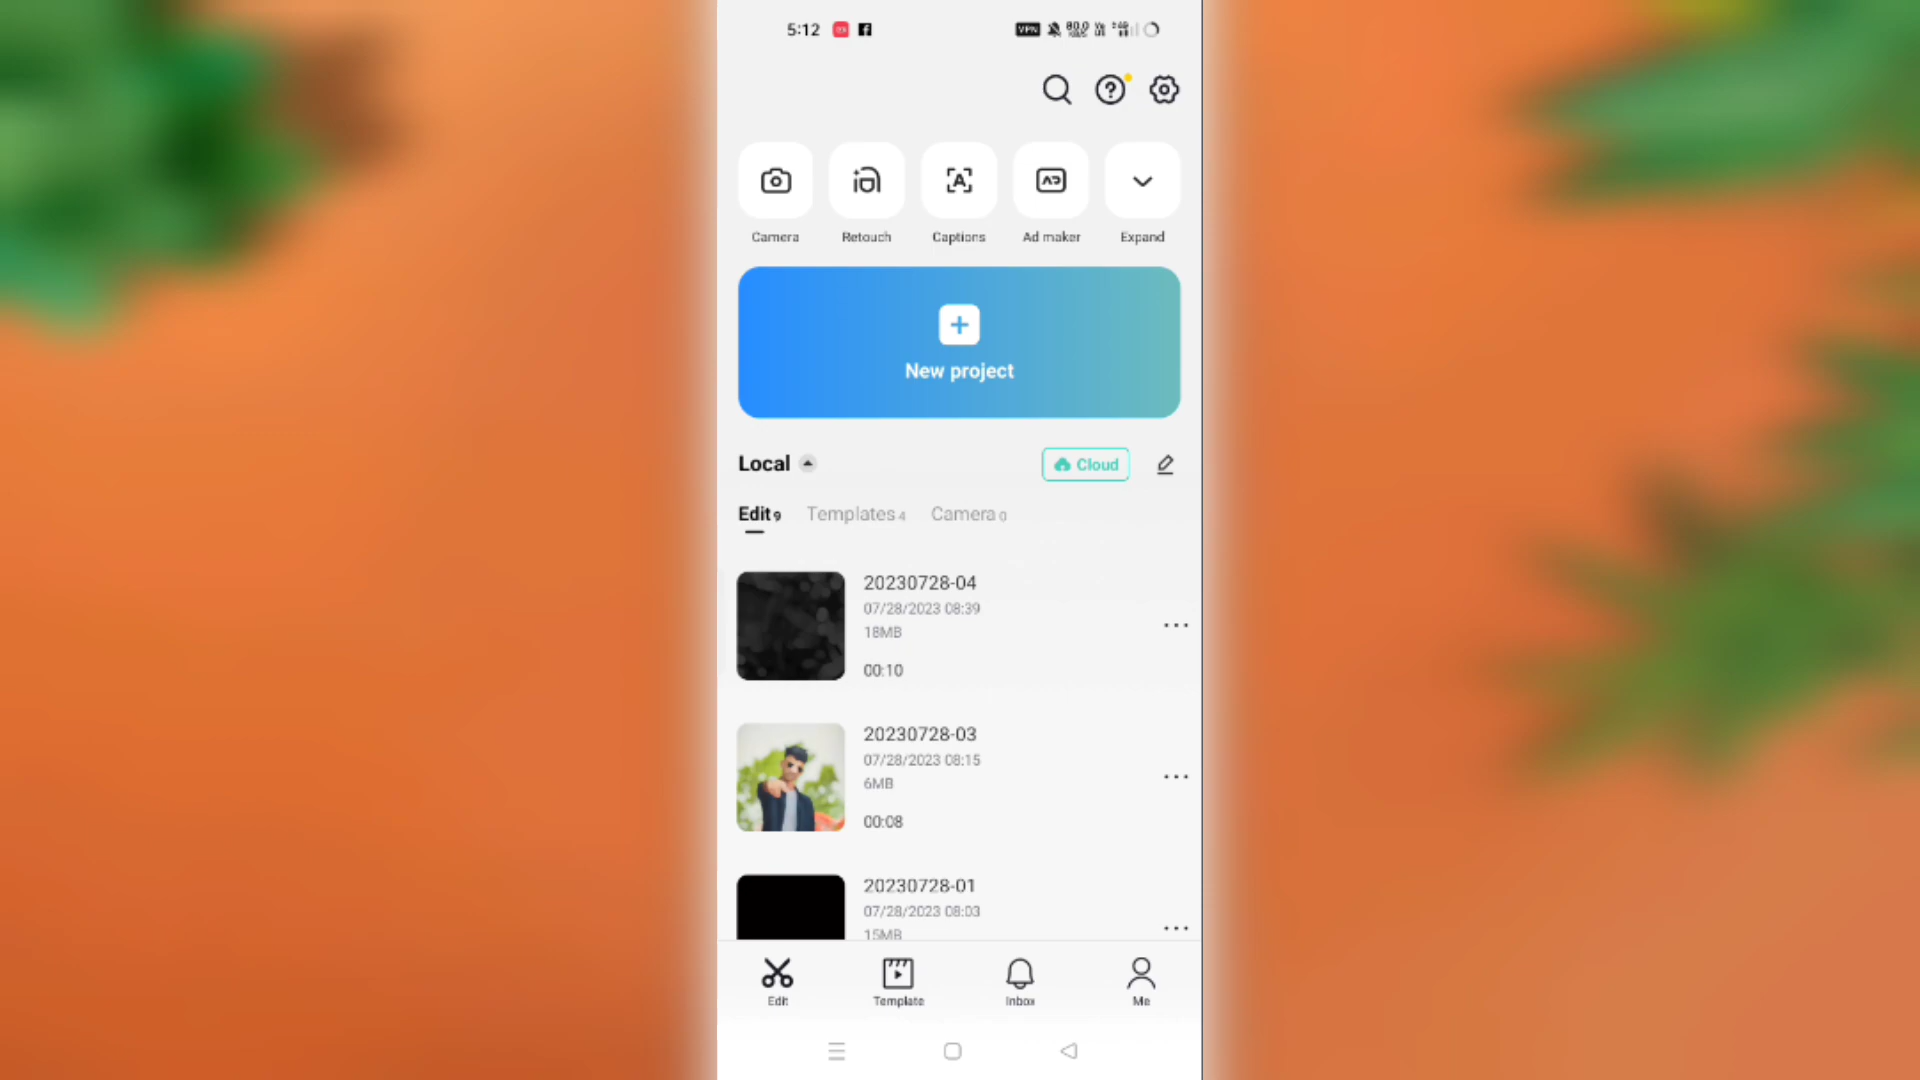 5:12 VPN
Camera Retouch Captions Ad maker Expand
New project
Local Cloud
Edit 9 Templates 4 Camera 0
20230728-04
07/28/2023 08:39
18MB
00:10
20230728-03
07/28/2023 08:15
6MB
00:08
20230728-01
07/28/2023 08:03
15MB
Edit Template Inbox Me